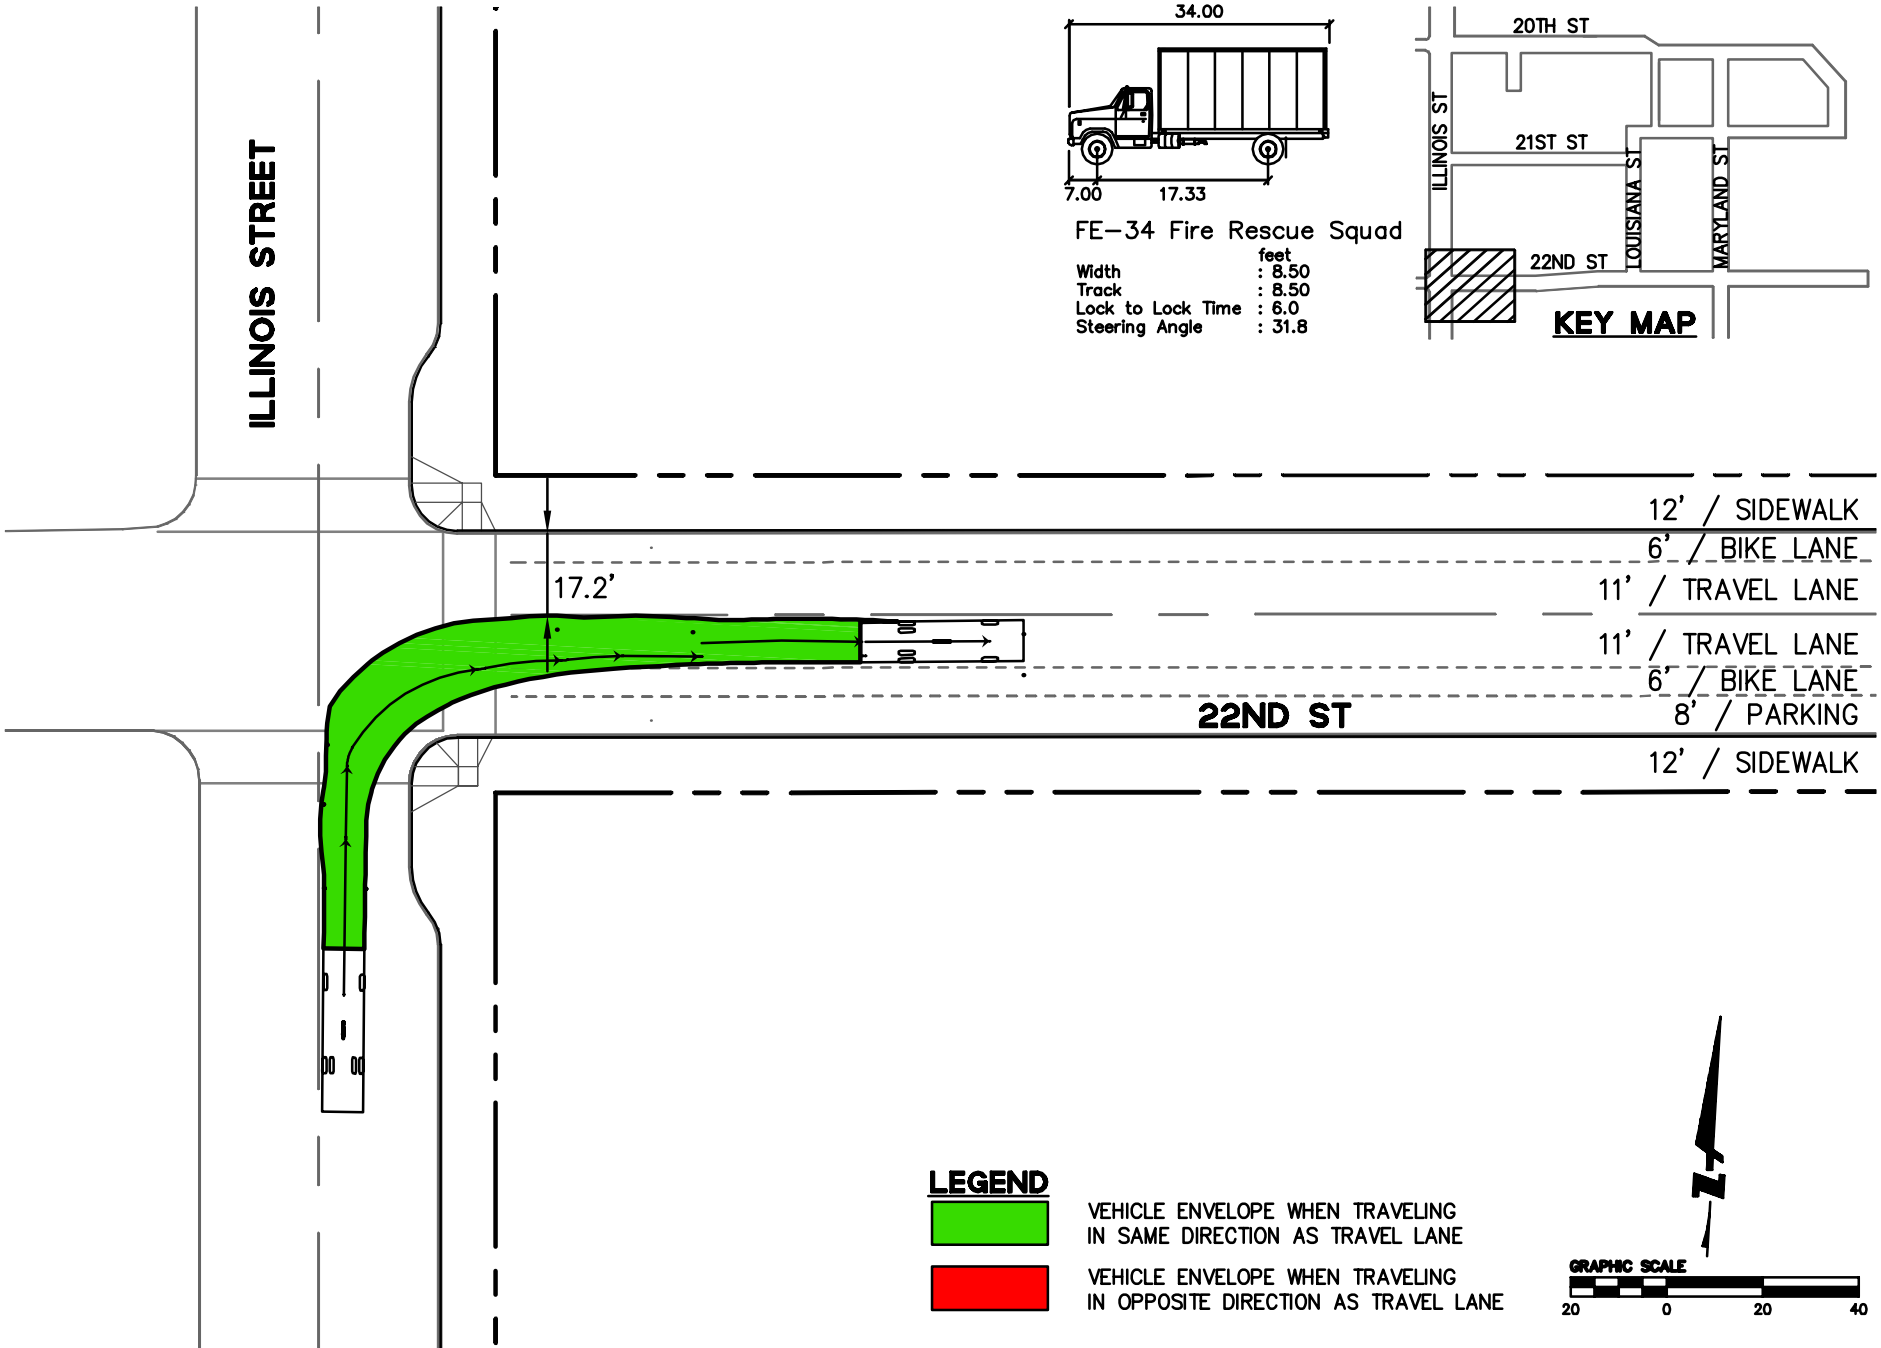 34.00
7.00
17.33
FE-34 Fire Rescue Squad
feet
Width : 8.50
Track : 8.50
Lock to Lock Time : 6.0
Steering Angle : 31.8
20TH ST
ILLINOIS ST
21ST ST
LOUISIANA ST
MARYLAND ST
22ND ST
KEY MAP
ILLINOIS STREET
12' / SIDEWALK
6' / BIKE LANE
17.2'
11' / TRAVEL LANE
11' / TRAVEL LANE
6' / BIKE LANE
22ND ST
8' / PARKING
12' / SIDEWALK
LEGEND
VEHICLE ENVELOPE WHEN TRAVELING
IN SAME DIRECTION AS TRAVEL LANE
VEHICLE ENVELOPE WHEN TRAVELING
IN OPPOSITE DIRECTION AS TRAVEL LANE
Z
GRAPHIC SCALE
20 0 20 40